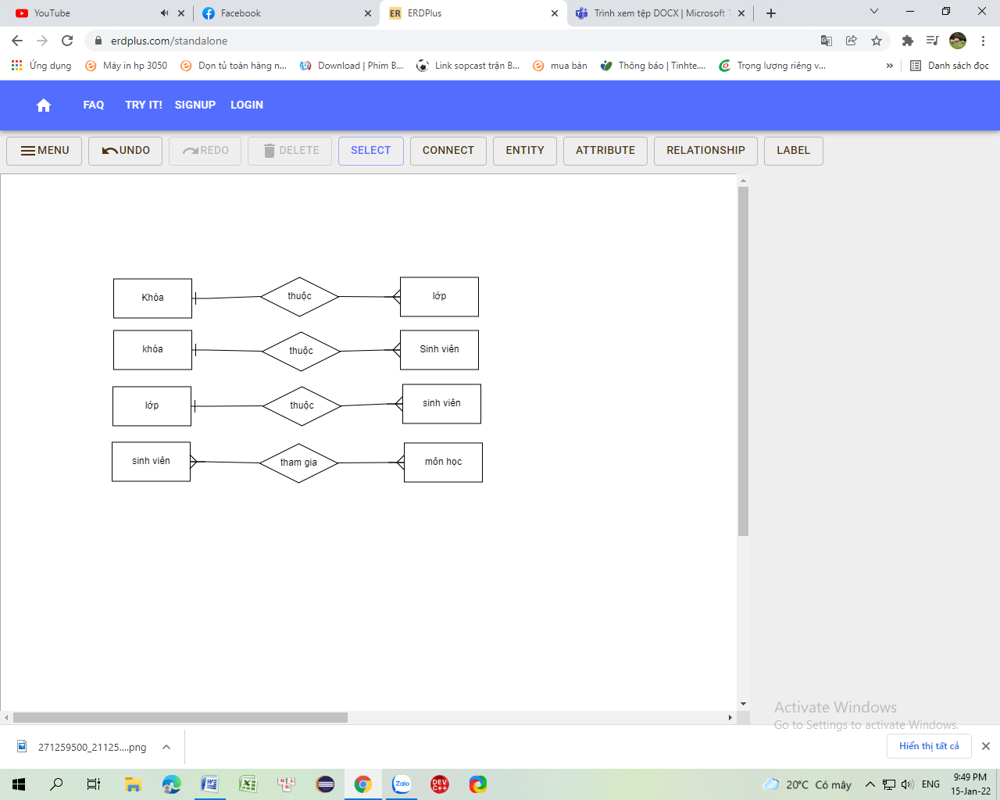 YouTube
Facebook
ER ERDPlus
Trình xem tệp DOCX | Microsoft T
erdplus.com/standalone
Ứng dụng
Máy in hp 3050
Dọn tủ toàn hàng n...
Download | Phim B...
Link sopcast trận B...
mua bàn
Thông báo | Tinhte....
Trọng lượng riêng v...
»
Danh sách đọc
FAQ
TRY IT!
SIGNUP
LOGIN
MENU
UNDO
REDO
DELETE
SELECT
CONNECT
ENTITY
ATTRIBUTE
RELATIONSHIP
LABEL
Khóa
thuộc
lớp
khóa
thuộc
Sinh viên
lớp
thuộc
sinh viên
sinh viên
tham gia
môn học
Activate Windows
Go to Settings to activate Windows.
271259500_21125....png
Hiển thị tất cả
Zalo
DEV C++
20°C Có mây
ENG
9:49 PM
15-Jan-22